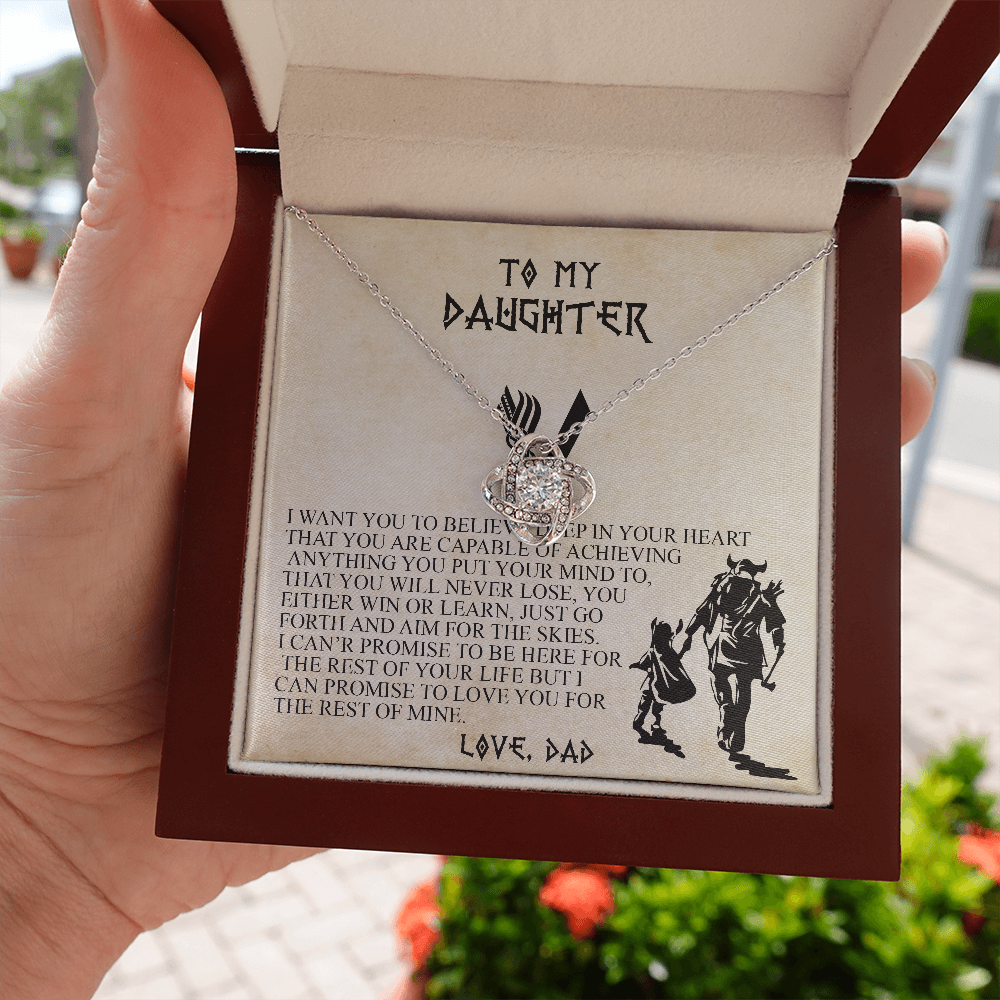 TO MY
DAUGHTER
I WANT YOU TO BELIEVE DEEP IN YOUR HEART
THAT YOU ARE CAPABLE OF ACHIEVING
ANYTHING YOU PUT YOUR MIND TO,
THAT YOU WILL NEVER LOSE, YOU
EITHER WIN OR LEARN, JUST GO
FORTH AND AIM FOR THE SKIES.
I CAN'R PROMISE TO BE HERE FOR
THE REST OF YOUR LIFE BUT I
CAN PROMISE TO LOVE YOU FOR
THE REST OF MINE.
LOVE, DAD